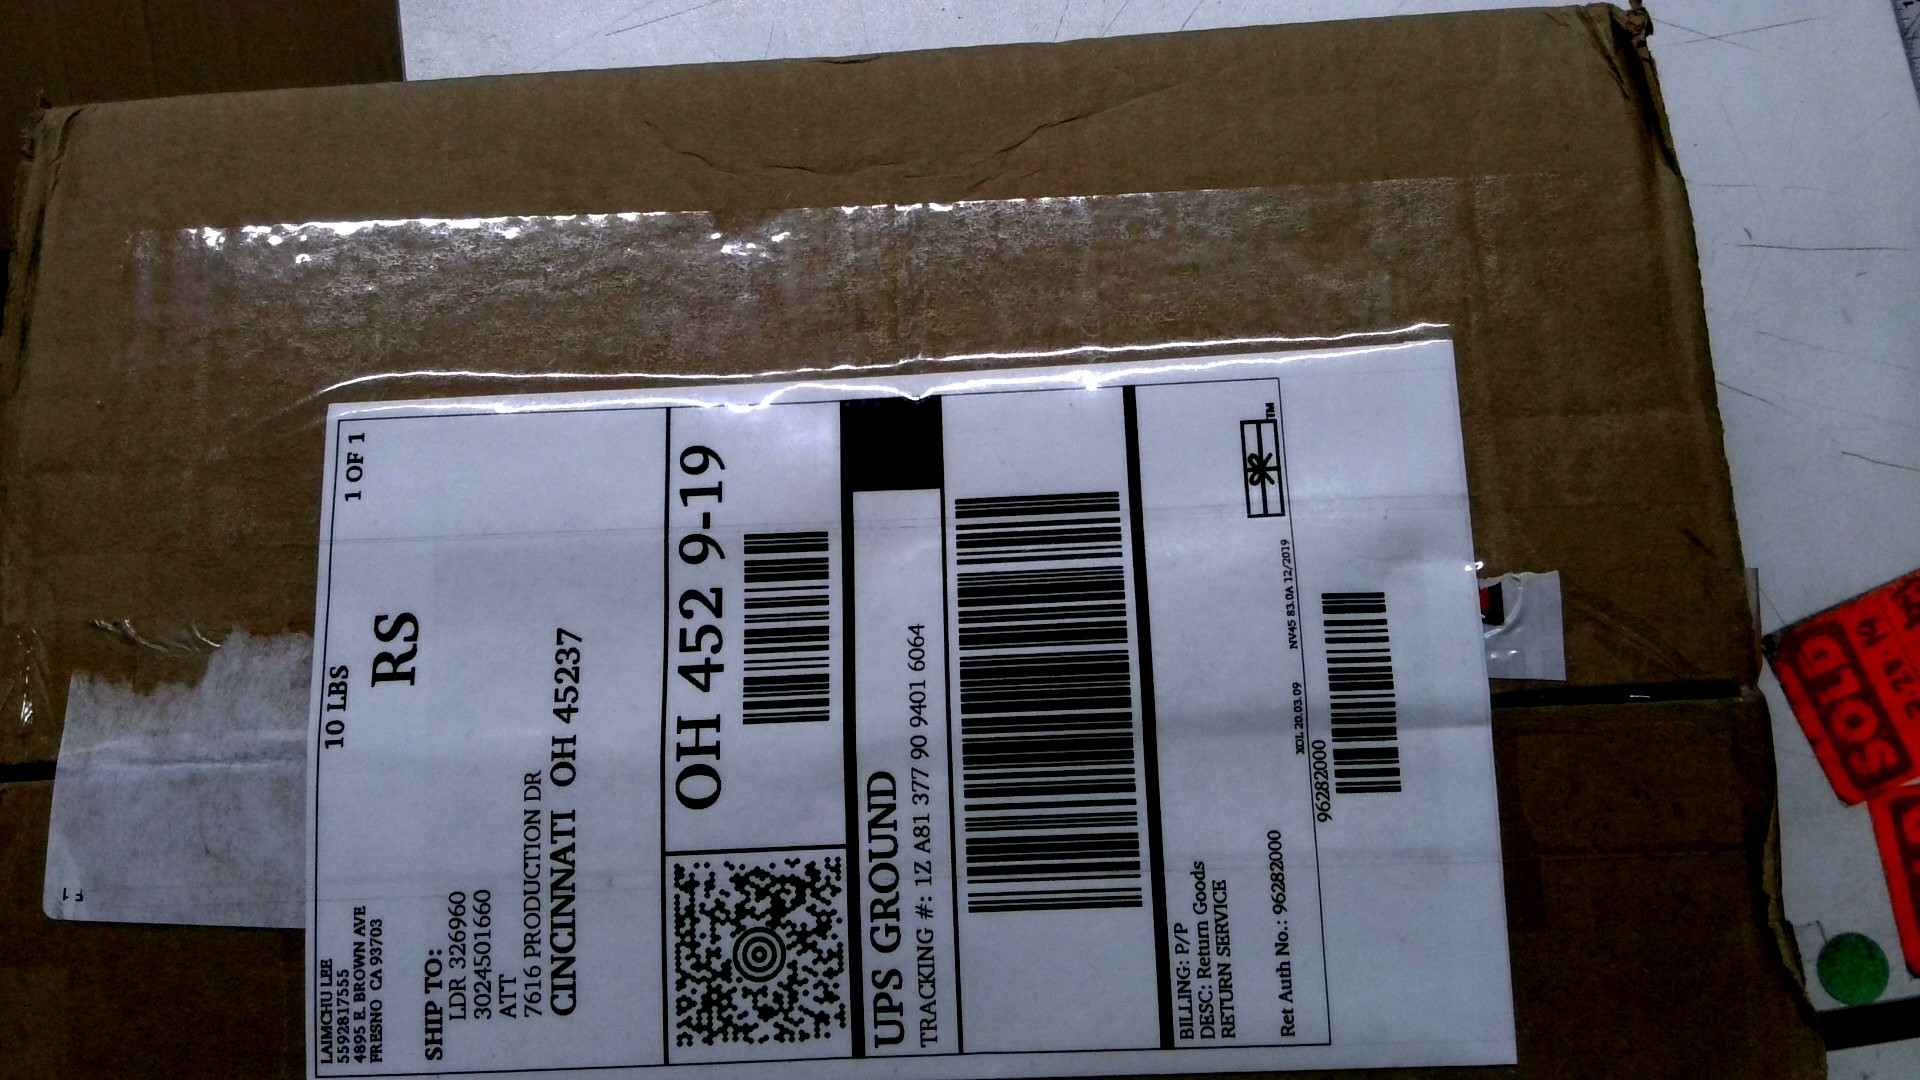 LAIMCHU LEE
5592817555
4895 E. BROWN AVE
FRESNO CA 93703
10 LBS
1 OF 1
RS
SHIP TO:
LDR 326960
3024501660
ATT
7616 PRODUCTION DR
CINCINNATI OH 45237
OH 452 9-19
UPS GROUND
TRACKING #: 1Z A81 377 90 9401 6064
BILLING: P/P
DESC: Return Goods
RETURN SERVICE
Ret Auth No.: 96282000
TM
XOL 20.03.09 NV45 83.0A 12/2019
96282000
SOLD